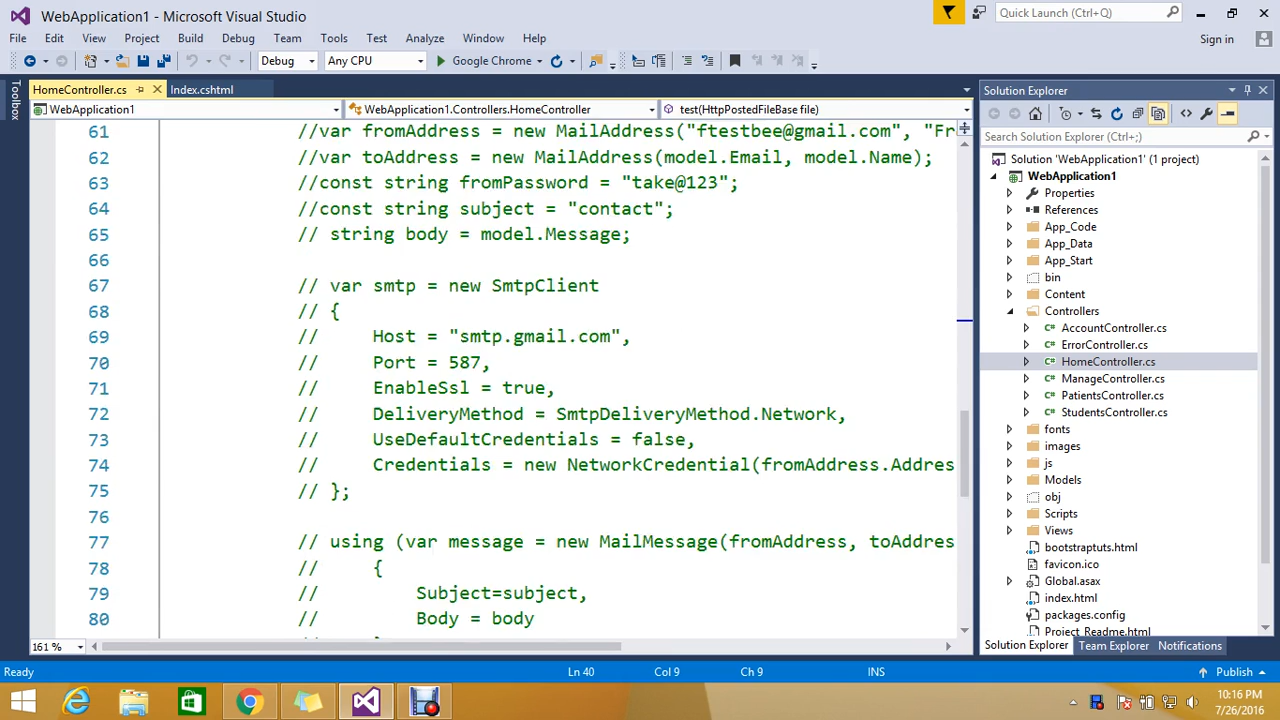 WebApplication1 - Microsoft Visual Studio
Quick Launch (Ctrl+Q)
File Edit View Project Build Debug Team Tools Test Analyze Window Help
Sign in
Debug Any CPU Google Chrome
Toolbox
HomeController.cs Index.cshtml
WebApplication1 WebApplication1.Controllers.HomeController test(HttpPostedFileBase file)
61 //var fromAddress = new MailAddress("ftestbee@gmail.com", "Fr
62 //var toAddress = new MailAddress(model.Email, model.Name);
63 //const string fromPassword = "take@123";
64 //const string subject = "contact";
65 // string body = model.Message;
66
67 // var smtp = new SmtpClient
68 // {
69 //     Host = "smtp.gmail.com",
70 //     Port = 587,
71 //     EnableSsl = true,
72 //     DeliveryMethod = SmtpDeliveryMethod.Network,
73 //     UseDefaultCredentials = false,
74 //     Credentials = new NetworkCredential(fromAddress.Addres
75 // };
76
77 // using (var message = new MailMessage(fromAddress, toAddres
78 //     {
79 //         Subject=subject,
80 //         Body = body
161 %
Solution Explorer
Search Solution Explorer (Ctrl+;)
Solution 'WebApplication1' (1 project)
WebApplication1
Properties
References
App_Code
App_Data
App_Start
bin
Content
Controllers
AccountController.cs
ErrorController.cs
HomeController.cs
ManageController.cs
PatientsController.cs
StudentsController.cs
fonts
images
js
Models
obj
Scripts
Views
bootstraptuts.html
favicon.ico
Global.asax
index.html
packages.config
Project_Readme.html
Solution Explorer Team Explorer Notifications
Ready Ln 40 Col 9 Ch 9 INS Publish
10:16 PM
7/26/2016